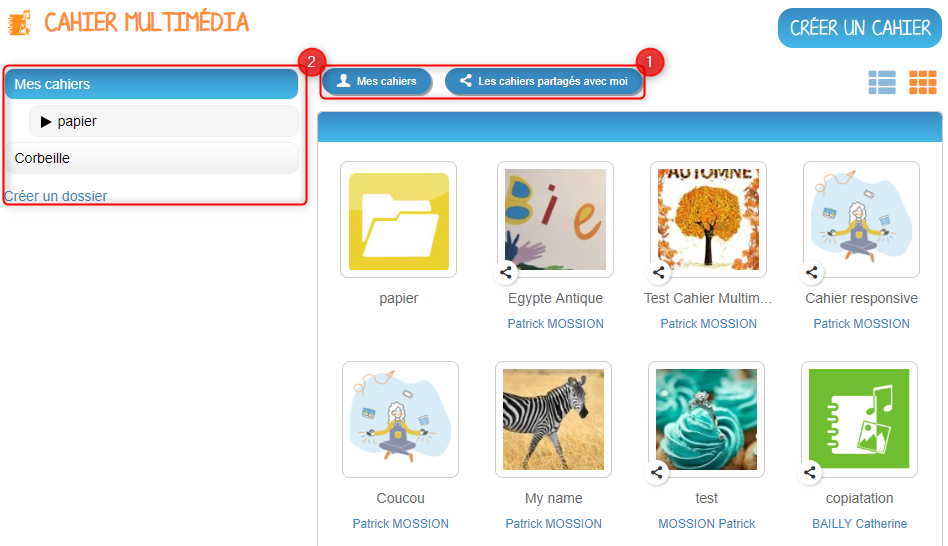 CAHIER MULTIMÉDIA
CRÉER UN CAHIER
2
1
Mes cahiers
Mes cahiers
Les cahiers partagés avec moi
papier
Corbeille
Créer un dossier
Bie
AUTOMNE
papier
Egypte Antique
Test Cahier Multim...
Cahier responsive
Patrick MOSSION
Patrick MOSSION
Patrick MOSSION
Coucou
My name
test
copiatation
Patrick MOSSION
Patrick MOSSION
MOSSION Patrick
BAILLY Catherine